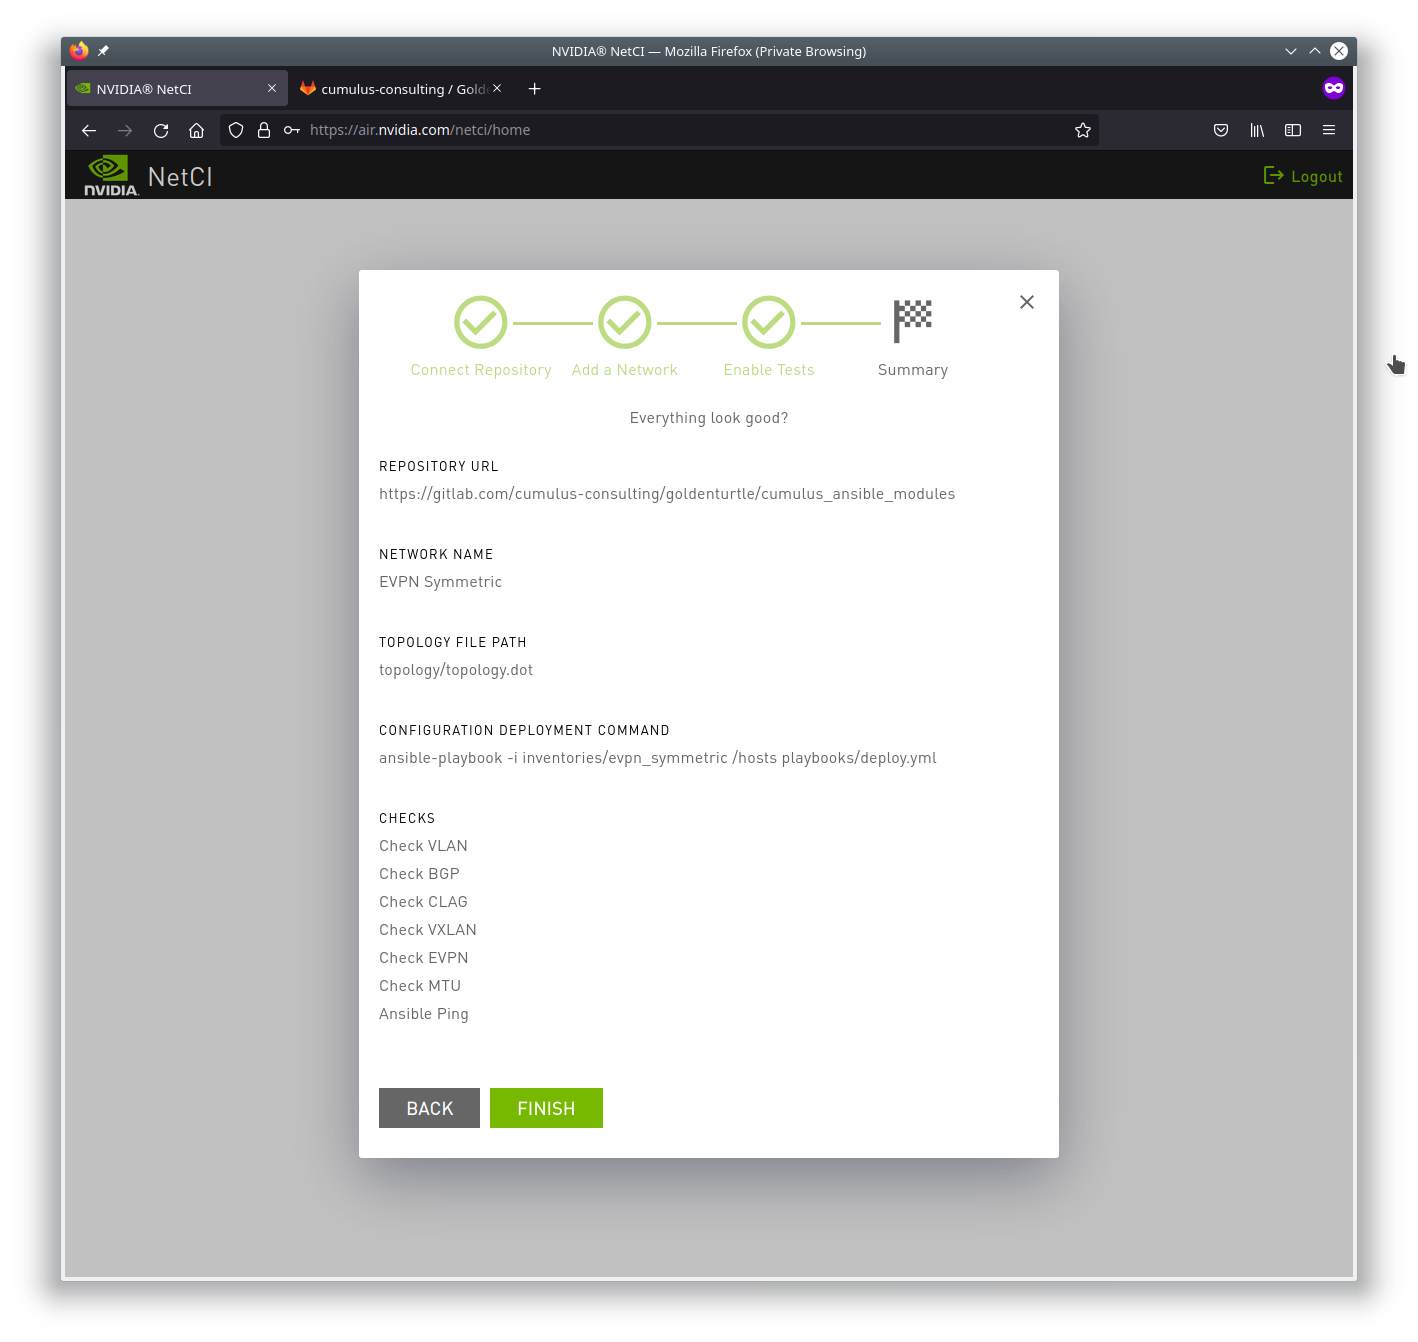 NVIDIA® NetCI — Mozilla Firefox (Private Browsing)
NVIDIA® NetCI
cumulus-consulting / Golde
https://air.nvidia.com/netci/home
NVIDIA.
NetCI
Logout
Connect Repository
Add a Network
Enable Tests
Summary
Everything look good?
REPOSITORY URL
https://gitlab.com/cumulus-consulting/goldenturtle/cumulus_ansible_modules
NETWORK NAME
EVPN Symmetric
TOPOLOGY FILE PATH
topology/topology.dot
CONFIGURATION DEPLOYMENT COMMAND
ansible-playbook -i inventories/evpn_symmetric /hosts playbooks/deploy.yml
CHECKS
Check VLAN
Check BGP
Check CLAG
Check VXLAN
Check EVPN
Check MTU
Ansible Ping
BACK
FINISH